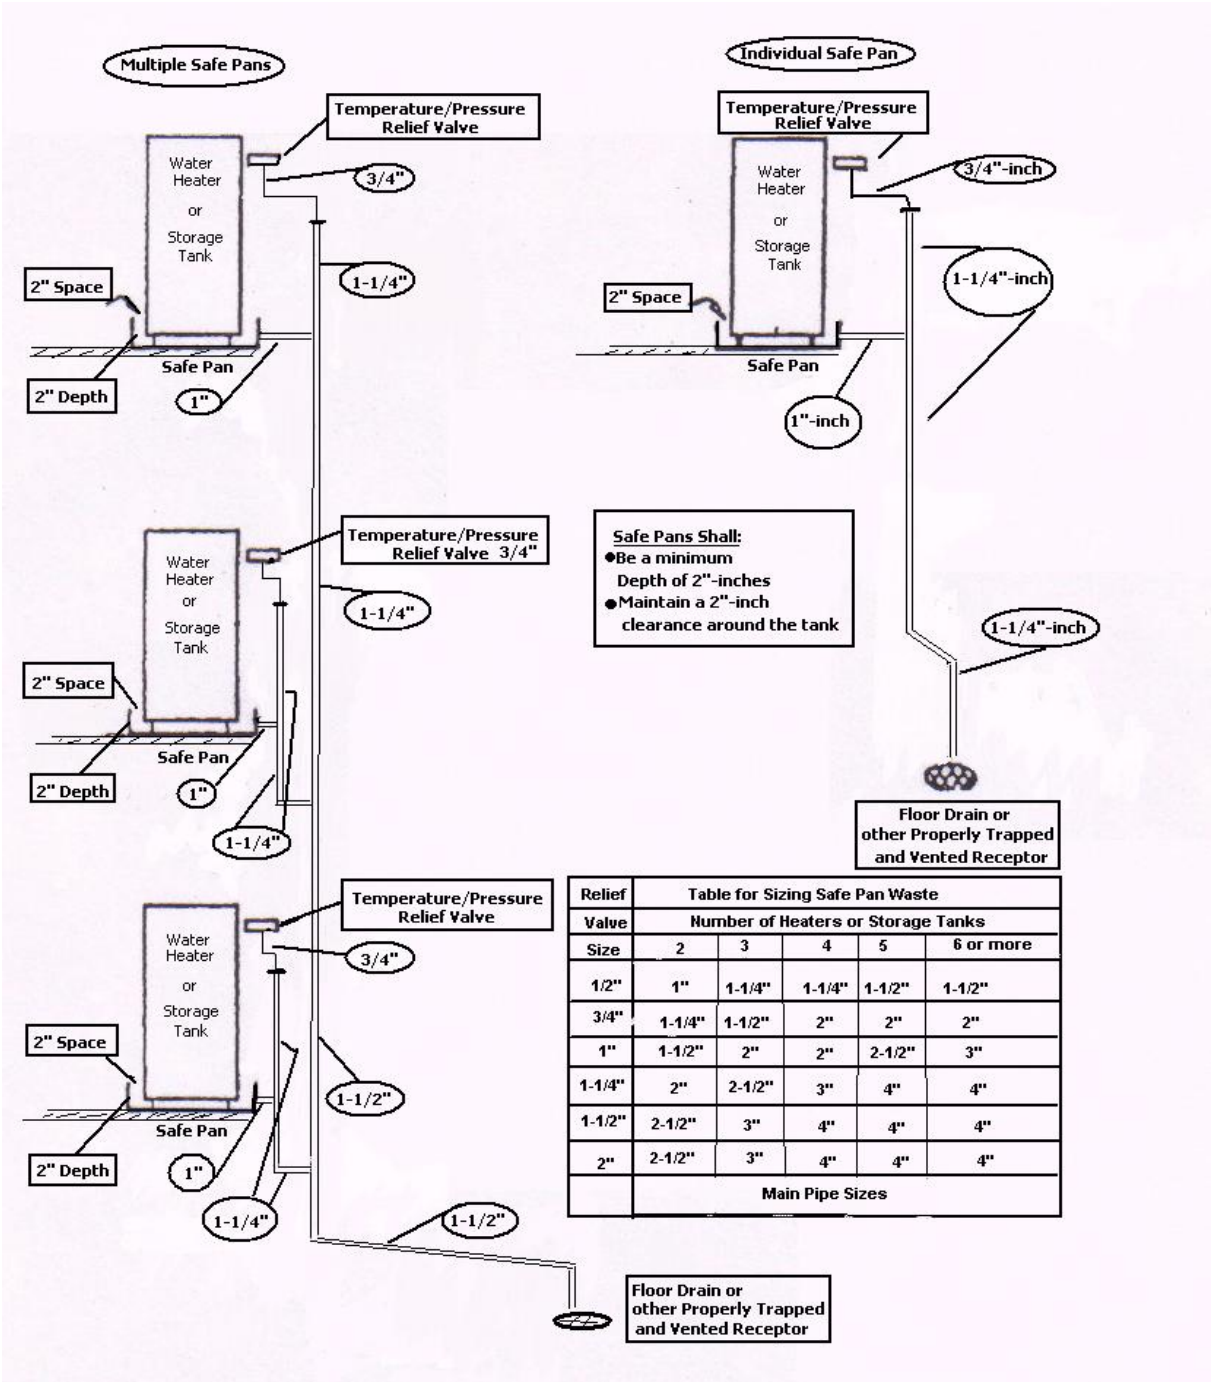 Multiple Safe Pans
Individual Safe Pan
Temperature/Pressure
Relief Valve
3/4"
Water
Heater
or
Storage
Tank
1-1/4"
2" Space
Safe Pan
2" Depth
1"
Temperature/Pressure
Relief Valve
3/4"-inch
Water
Heater
or
Storage
Tank
1-1/4"-inch
2" Space
Safe Pan
1"-inch
Temperature/Pressure
Relief Valve 3/4"
Water
Heater
or
Storage
Tank
1-1/4"
2" Space
Safe Pan
2" Depth
1"
1-1/4"
Safe Pans Shall:
●Be a minimum
Depth of 2"-inches
●Maintain a 2"-inch
clearance around the tank
1-1/4"-inch
Floor Drain or
other Properly Trapped
and Vented Receptor
Temperature/Pressure
Relief Valve
3/4"
Water
Heater
or
Storage
Tank
2" Space
Safe Pan
2" Depth
1"
1-1/2"
1-1/4"
1-1/2"
Floor Drain or
other Properly Trapped
and Vented Receptor
Relief Table for Sizing Safe Pan Waste
Valve Number of Heaters or Storage Tanks
Size 2 3 4 5 6 or more
1/2" 1" 1-1/4" 1-1/4" 1-1/2" 1-1/2"
3/4" 1-1/4" 1-1/2" 2" 2" 2"
1" 1-1/2" 2" 2" 2-1/2" 3"
1-1/4" 2" 2-1/2" 3" 4" 4"
1-1/2" 2-1/2" 3" 4" 4" 4"
2" 2-1/2" 3" 4" 4" 4"
Main Pipe Sizes